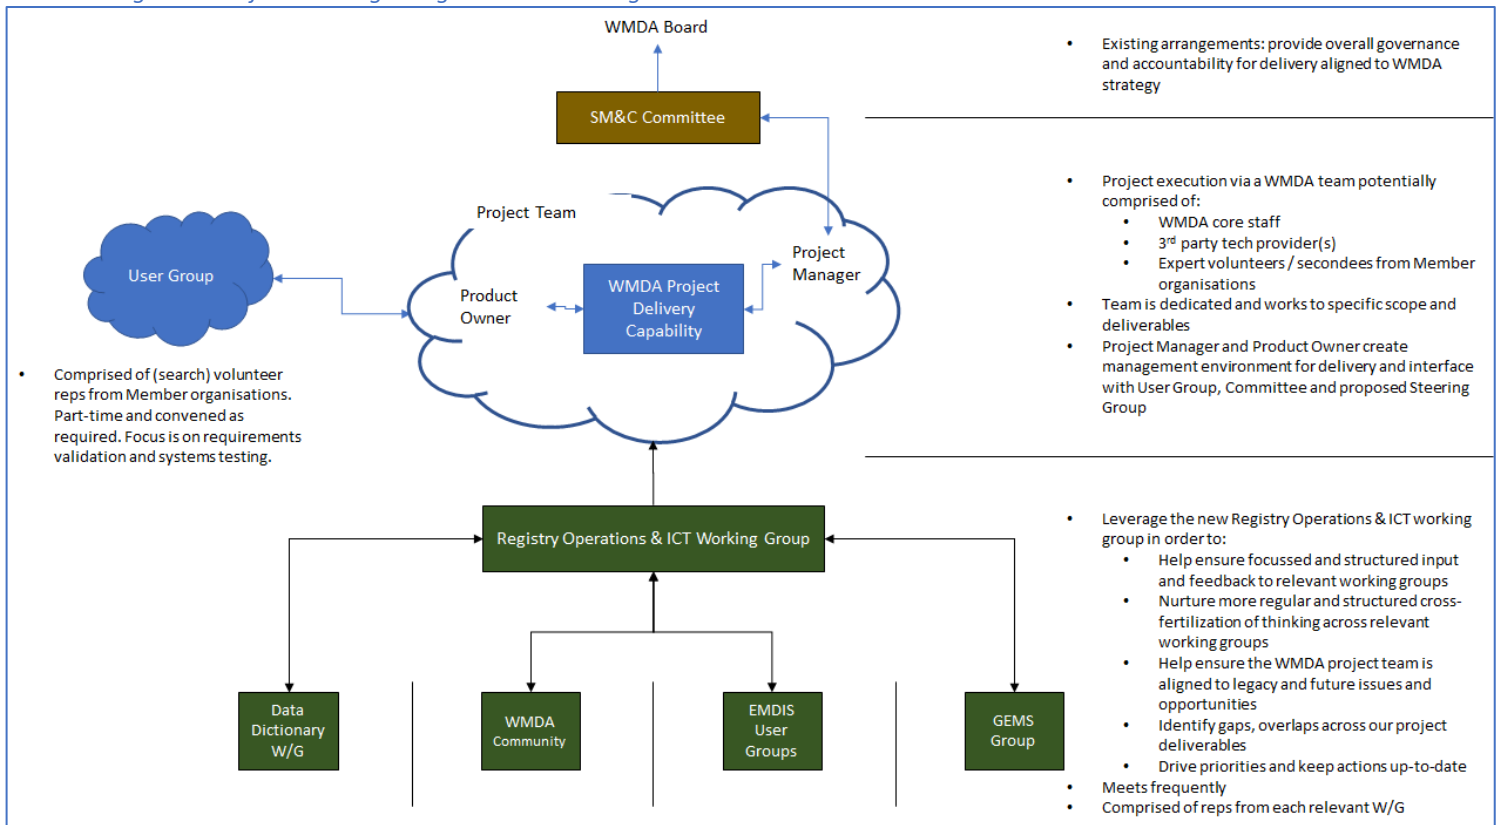 WMDA Board
SM&C Committee
Project Team
Project
Manager
User Group
Product
Owner
WMDA Project
Delivery
Capability
• Comprised of (search) volunteer
reps from Member organisations.
Part-time and convened as
required. Focus is on requirements
validation and systems testing.
Registry Operations & ICT Working Group
Data
Dictionary
W/G
WMDA
Community
EMDIS
User
Groups
GEMS
Group
• Existing arrangements: provide overall governance
and accountability for delivery aligned to WMDA
strategy
• Project execution via a WMDA team potentially
comprised of:
• WMDA core staff
• 3rd party tech provider(s)
• Expert volunteers / secondees from Member
organisations
• Team is dedicated and works to specific scope and
deliverables
• Project Manager and Product Owner create
management environment for delivery and interface
with User Group, Committee and proposed Steering
Group
• Leverage the new Registry Operations & ICT working
group in order to:
• Help ensure focussed and structured input
and feedback to relevant working groups
• Nurture more regular and structured cross-
fertilization of thinking across relevant
working groups
• Help ensure the WMDA project team is
aligned to legacy and future issues and
opportunities
• Identify gaps, overlaps across our project
deliverables
• Drive priorities and keep actions up-to-date
• Meets frequently
• Comprised of reps from each relevant W/G